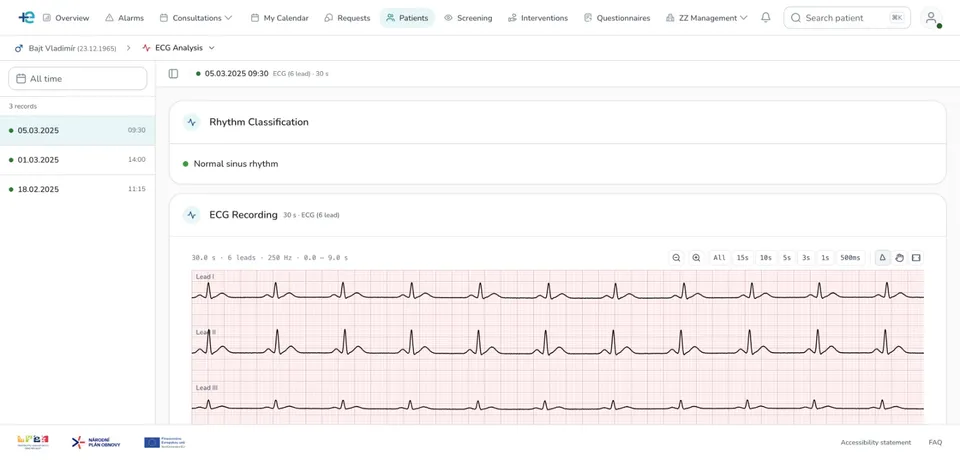 Overview Alarms Consultations My Calendar Requests Patients Screening Interventions Questionnaires ZZ Management Search patient ⌘K
Bajt Vladimír (23.12.1965) ECG Analysis
All time
3 records
05.03.2025 09:30
01.03.2025 14:00
18.02.2025 11:15
05.03.2025 09:30 ECG (6 lead) · 30 s
Rhythm Classification
Normal sinus rhythm
ECG Recording 30 s · ECG (6 lead)
30.0 s · 6 leads · 250 Hz · 0.0 – 9.0 s
All 15s 10s 5s 3s 1s 500ms
Lead I
Lead II
Lead III
NÁRODNÍ
PLÁN OBNOVY
Accessibility statement FAQ